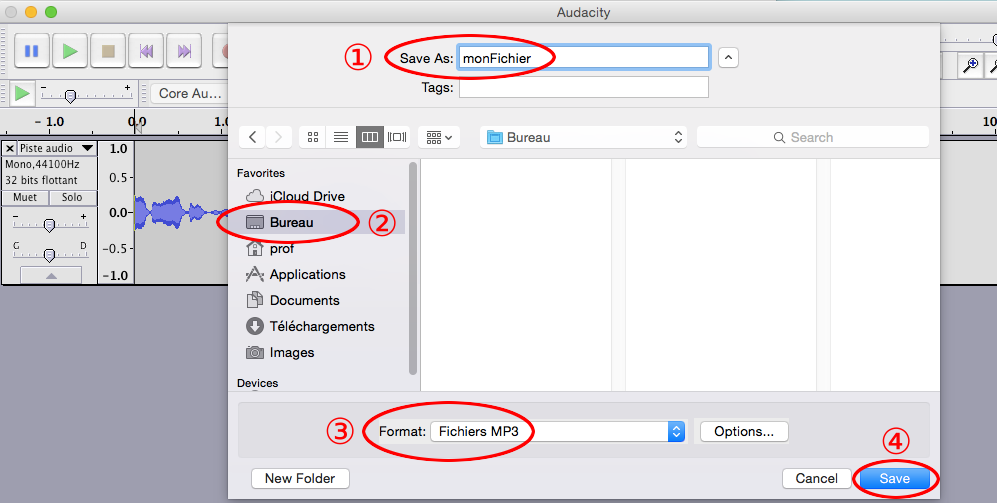 Audacity
① Save As: monFichier
Tags:
Core Au...
- 1.0 0.0 1.0 10
Bureau
Search
Piste audio
Mono,44100Hz
32 bits flottant
Muet Solo
- +
G D
1.0
0.5-
0.0-
-0.5-
-1.0
Favorites
iCloud Drive
Bureau ②
prof
Applications
Documents
Téléchargements
Images
Devices
③ Format: Fichiers MP3 Options...
④
New Folder Cancel Save